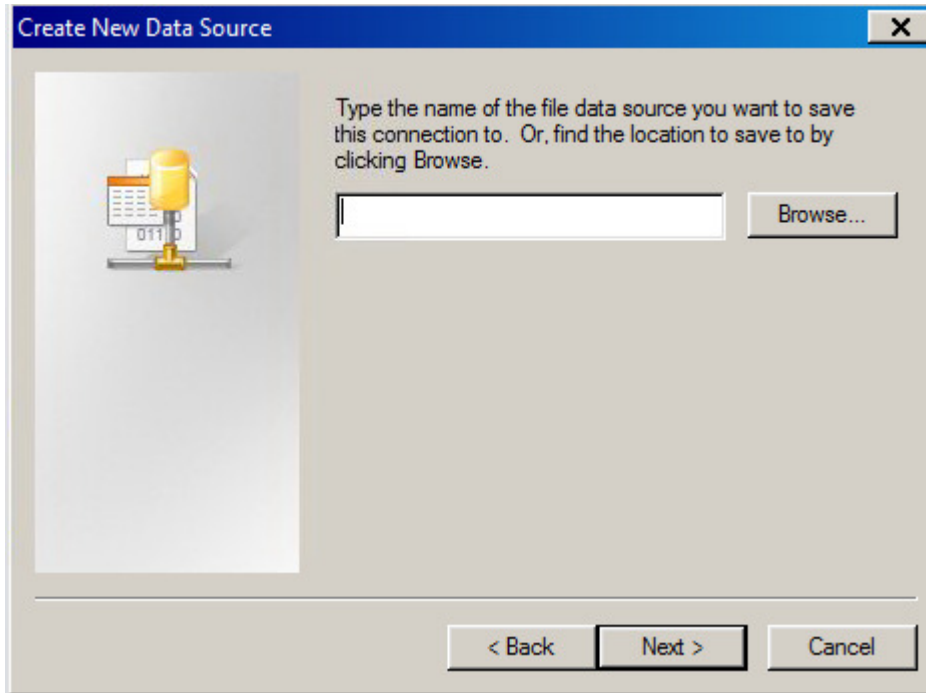 Create New Data Source
Type the name of the file data source you want to save
this connection to. Or, find the location to save to by
clicking Browse.
Browse...
< Back
Next >
Cancel